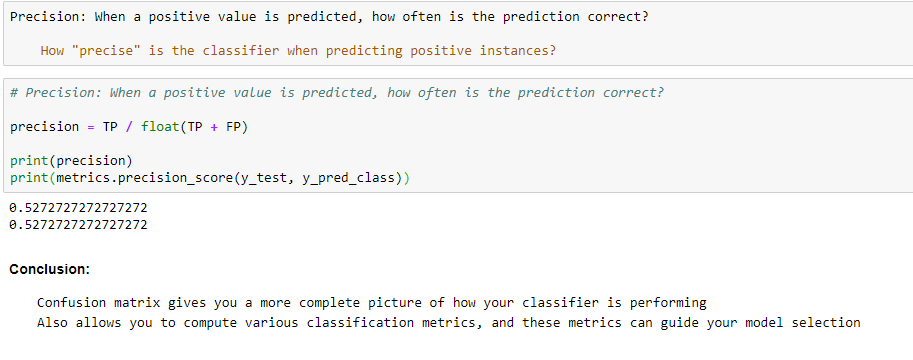 Precision: When a positive value is predicted, how often is the prediction correct?
How "precise" is the classifier when predicting positive instances?
# Precision: When a positive value is predicted, how often is the prediction correct?
precision = TP / float(TP + FP)
print(precision)
print(metrics.precision_score(y_test, y_pred_class))
0.5272727272727272
0.5272727272727272
Conclusion:
Confusion matrix gives you a more complete picture of how your classifier is performing
Also allows you to compute various classification metrics, and these metrics can guide your model selection